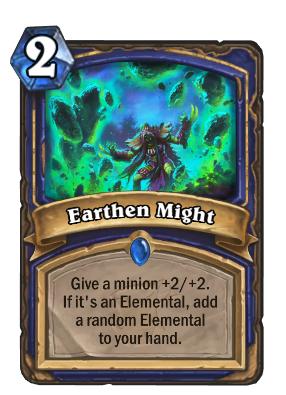 2
Earthen Might
Give a minion +2/+2.
If it's an Elemental, add
a random Elemental
to your hand.